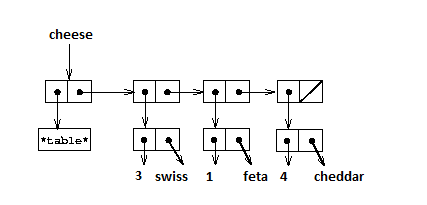 cheese
*table*
3 swiss 1 feta 4 cheddar